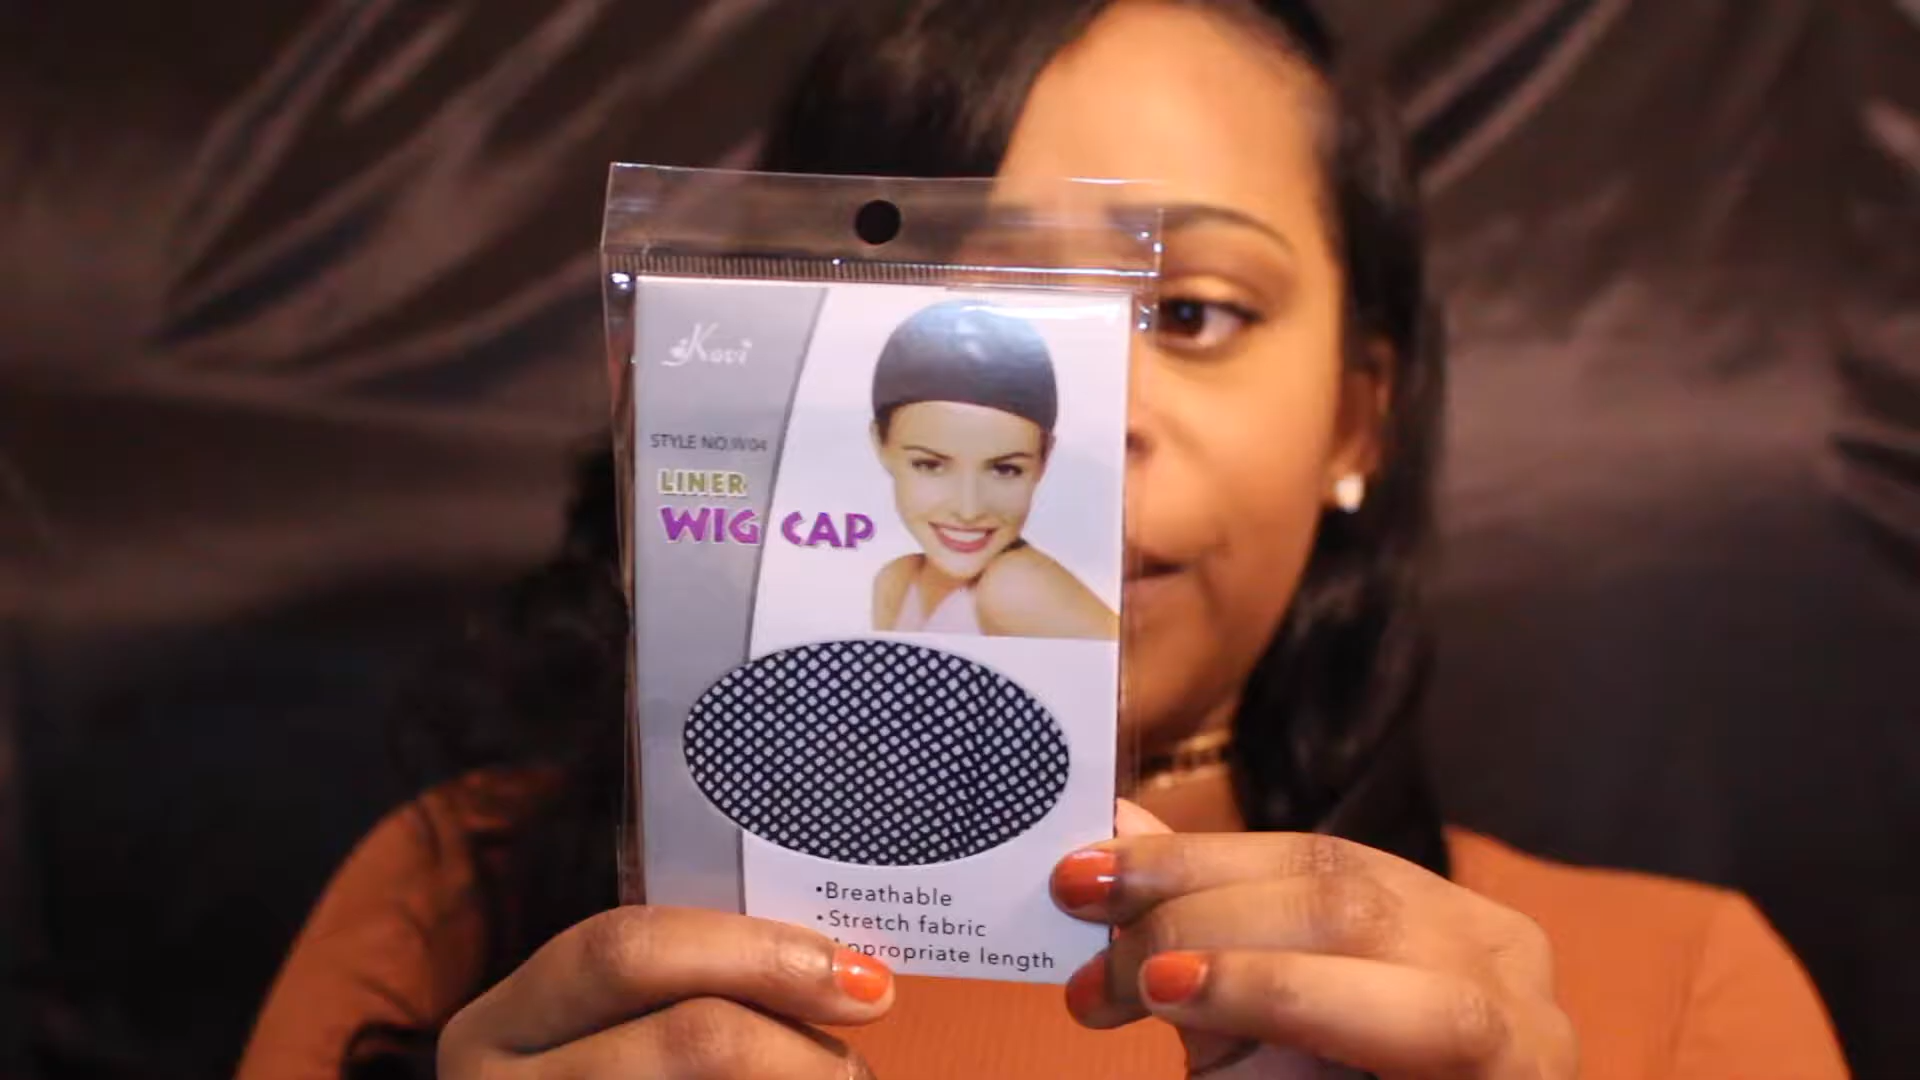 Kovi
STYLE NO.W04
LINER
WIG CAP
•Breathable
•Stretch fabric
Appropriate length